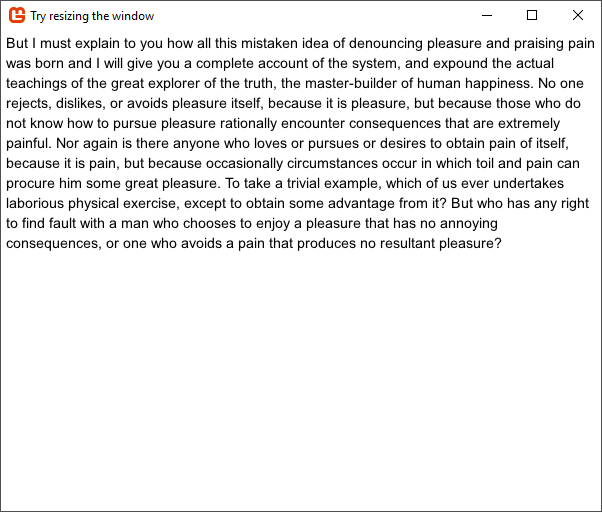 Try resizing the window
But I must explain to you how all this mistaken idea of denouncing pleasure and praising pain
was born and I will give you a complete account of the system, and expound the actual
teachings of the great explorer of the truth, the master-builder of human happiness. No one
rejects, dislikes, or avoids pleasure itself, because it is pleasure, but because those who do
not know how to pursue pleasure rationally encounter consequences that are extremely
painful. Nor again is there anyone who loves or pursues or desires to obtain pain of itself,
because it is pain, but because occasionally circumstances occur in which toil and pain can
procure him some great pleasure. To take a trivial example, which of us ever undertakes
laborious physical exercise, except to obtain some advantage from it? But who has any right
to find fault with a man who chooses to enjoy a pleasure that has no annoying
consequences, or one who avoids a pain that produces no resultant pleasure?